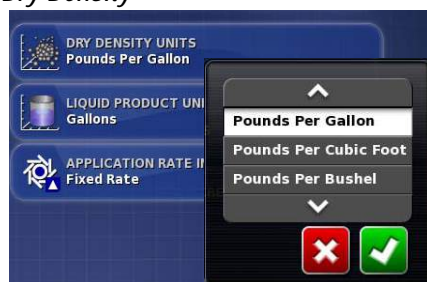 Dry Density
DRY DENSITY UNITS
Pounds Per Gallon
LIQUID PRODUCT UNI
Gallons
APPLICATION RATE I
Fixed Rate
Pounds Per Gallon
Pounds Per Cubic Foot
Pounds Per Bushel